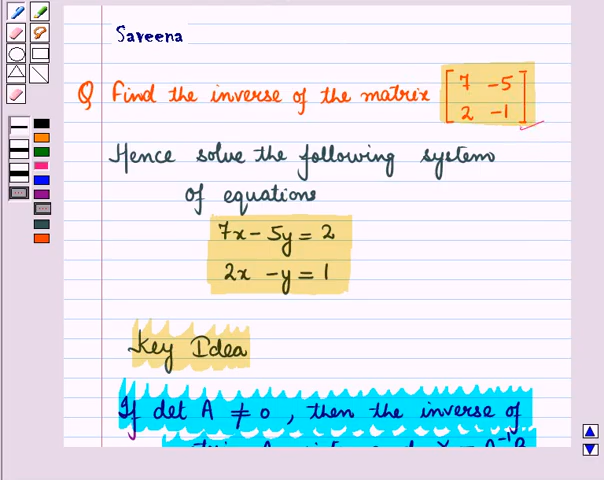 Saveena
Q Find the inverse of the matrix [7 -5
2 -1]
Hence solve the following system
of equations
7x - 5y = 2
2x - y = 1
Key Idea
If det A ≠ 0, then the inverse of